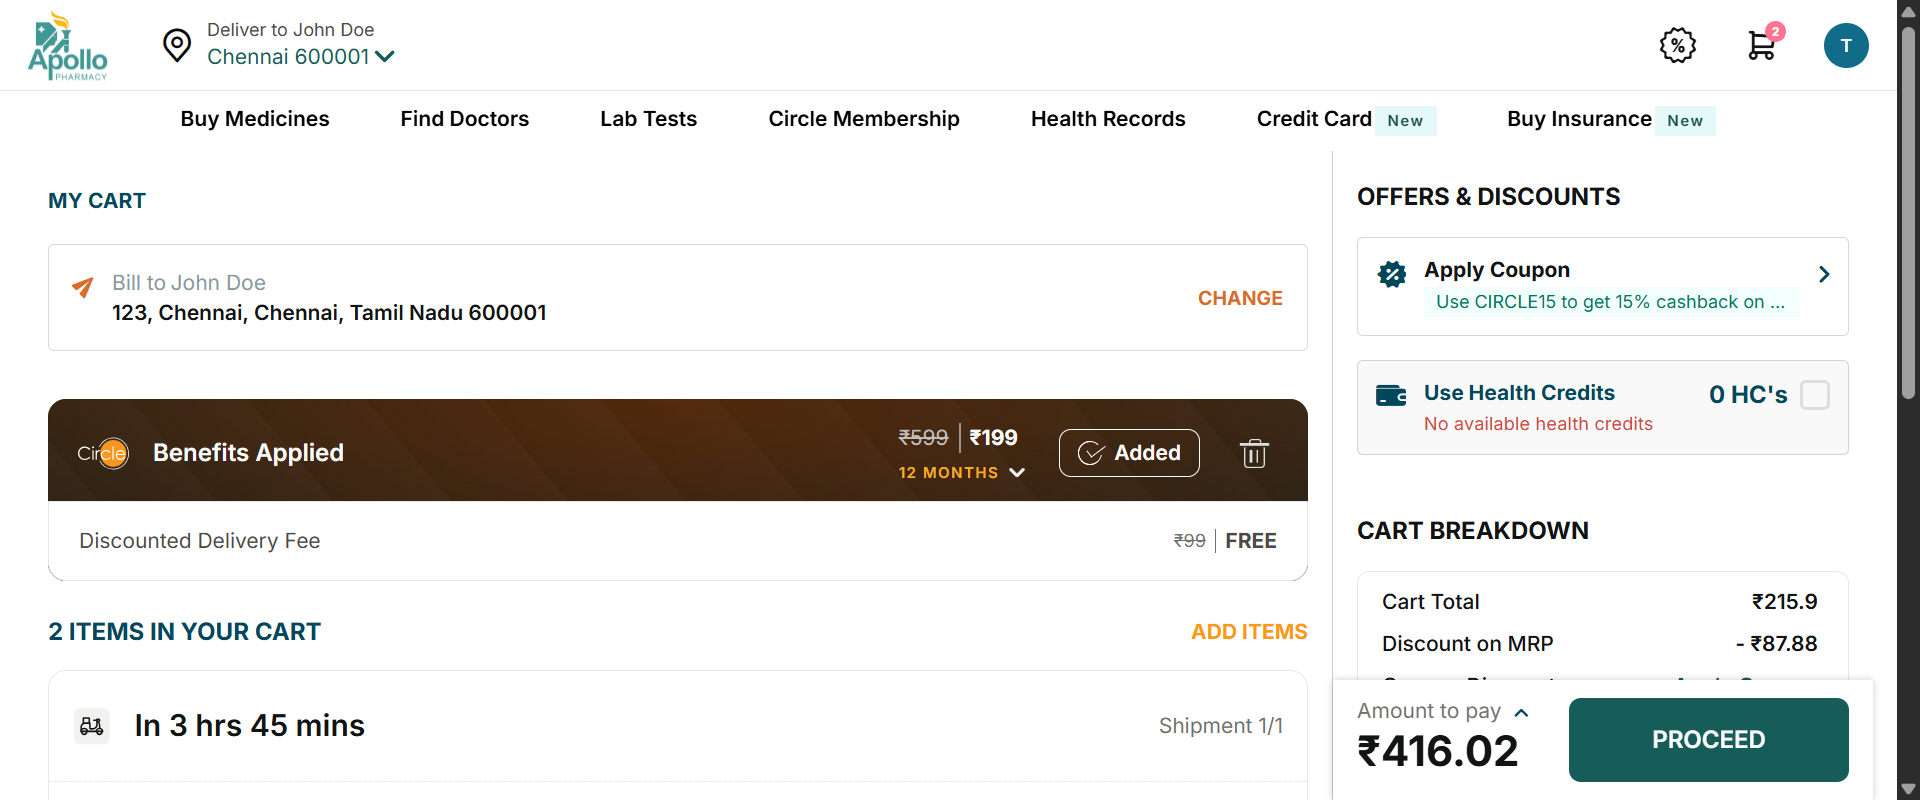 Apollo
PHARMACY
Deliver to John Doe
Chennai 600001
%
2
T
Buy Medicines
Find Doctors
Lab Tests
Circle Membership
Health Records
Credit Card New
Buy Insurance New
MY CART
Bill to John Doe
123, Chennai, Chennai, Tamil Nadu 600001
CHANGE
Circle
Benefits Applied
₹599 ₹199
12 MONTHS
Added
Discounted Delivery Fee
₹99 FREE
2 ITEMS IN YOUR CART
ADD ITEMS
In 3 hrs 45 mins
Shipment 1/1
OFFERS & DISCOUNTS
Apply Coupon
Use CIRCLE15 to get 15% cashback on ...
Use Health Credits
0 HC's
No available health credits
CART BREAKDOWN
Cart Total ₹215.9
Discount on MRP - ₹87.88
Amount to pay
₹416.02
PROCEED